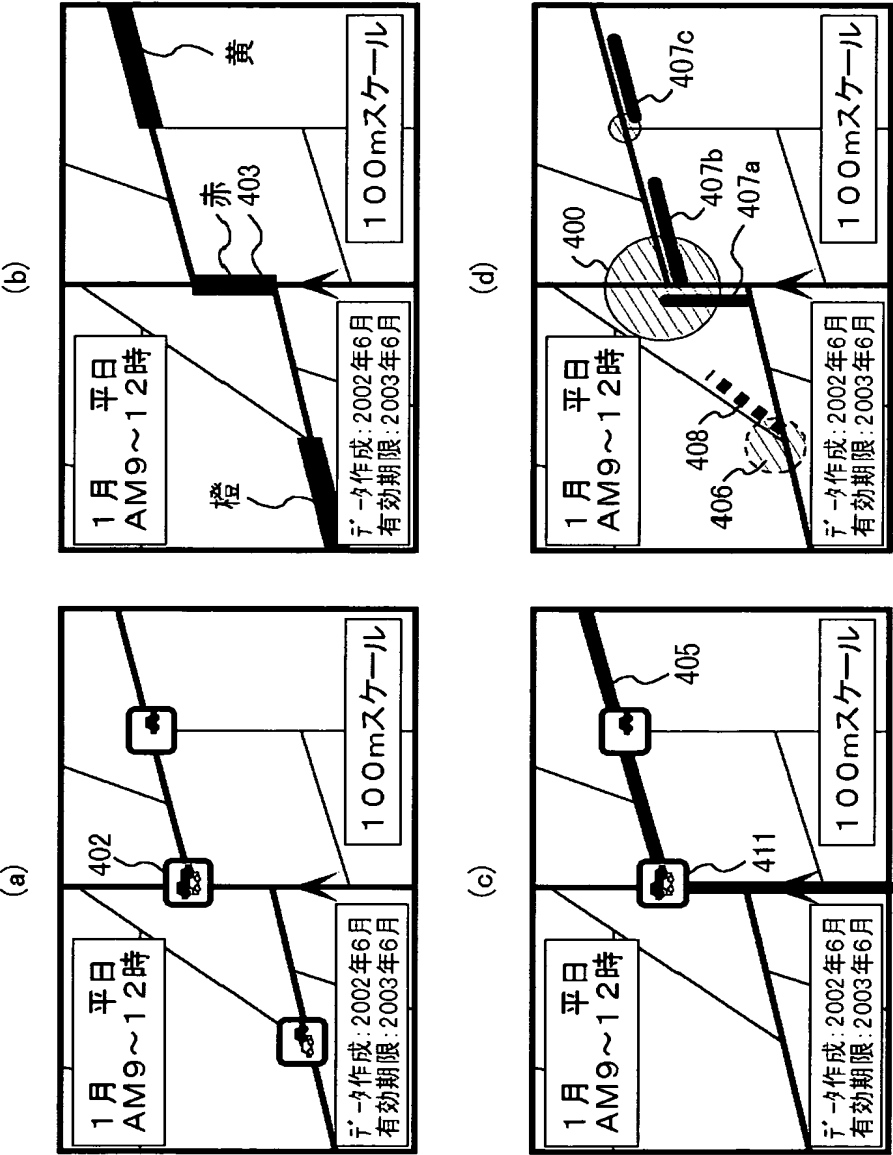 (a)
1月 平日
AM9~12時
402
データ作成:2002年6月
有効期限:2003年6月
100mスケール
(b)
1月 平日
AM9~12時
橙
赤
403
黄
データ作成:2002年6月
有効期限:2003年6月
100mスケール
(c)
1月 平日
AM9~12時
405
411
データ作成:2002年6月
有効期限:2003年6月
100mスケール
(d)
1月 平日
AM9~12時
400
407c
407b
407a
408
406
データ作成:2002年6月
有効期限:2003年6月
100mスケール